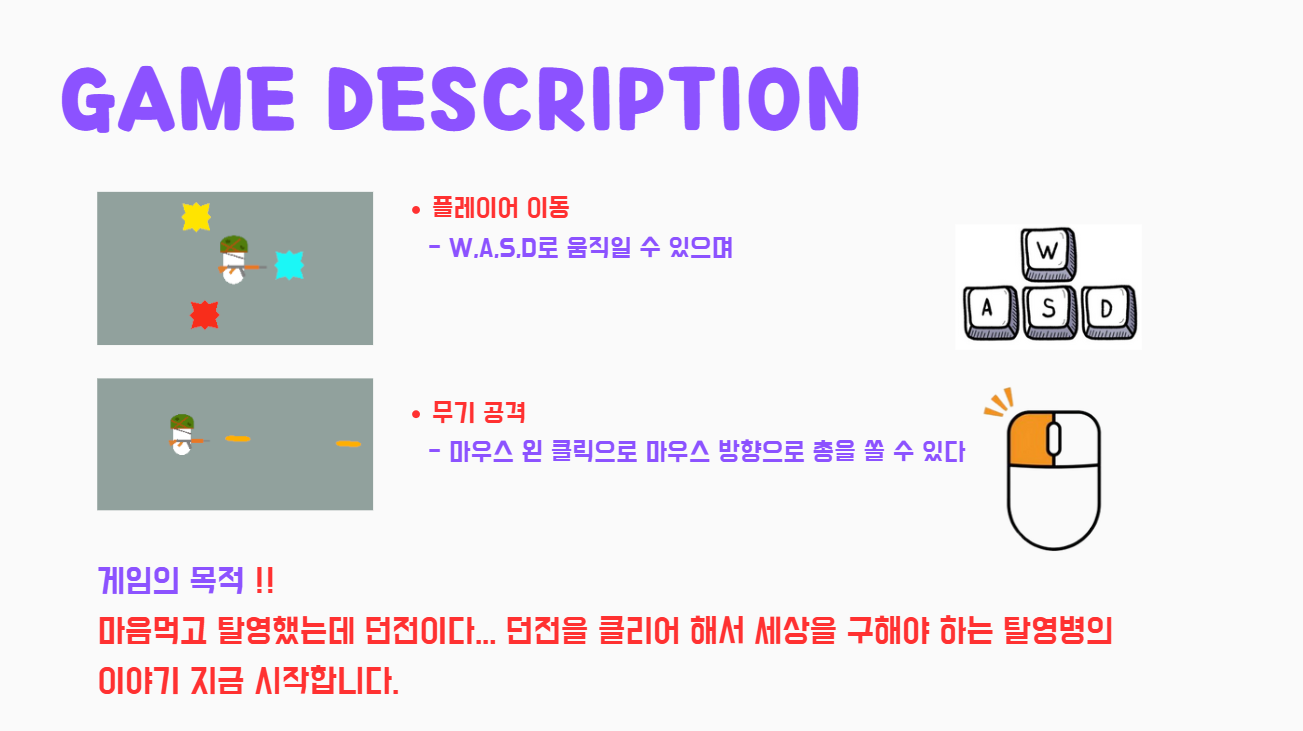 GAME DESCRIPTION
• 플레이어 이동
- W,A,S,D로 움직일 수 있으며
W
A S D
• 무기 공격
- 마우스 왼 클릭으로 마우스 방향으로 총을 쏠 수 있다
게임의 목적 !!
마음먹고 탈영했는데 던전이다... 던전을 클리어 해서 세상을 구해야 하는 탈영병의
이야기 지금 시작합니다.